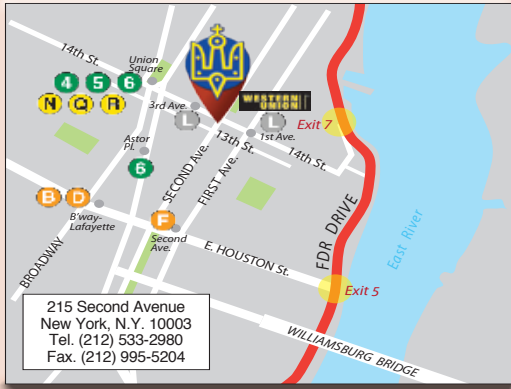 14th St.
Union
Square
4 5 6
N Q R
3rd Ave.
L
WESTERN
UNION
L
Exit 7
13th St.
1st Ave.
14th St.
Astor
Pl.
6
SECOND Ave.
FIRST Ave.
B D
B'way-
Lafayette
F
Second
Ave.
BROADWAY
E. HOUSTON St.
FDR DRIVE
East River
Exit 5
WILLIAMSBURG BRIDGE
215 Second Avenue
New York, N.Y. 10003
Tel. (212) 533-2980
Fax. (212) 995-5204